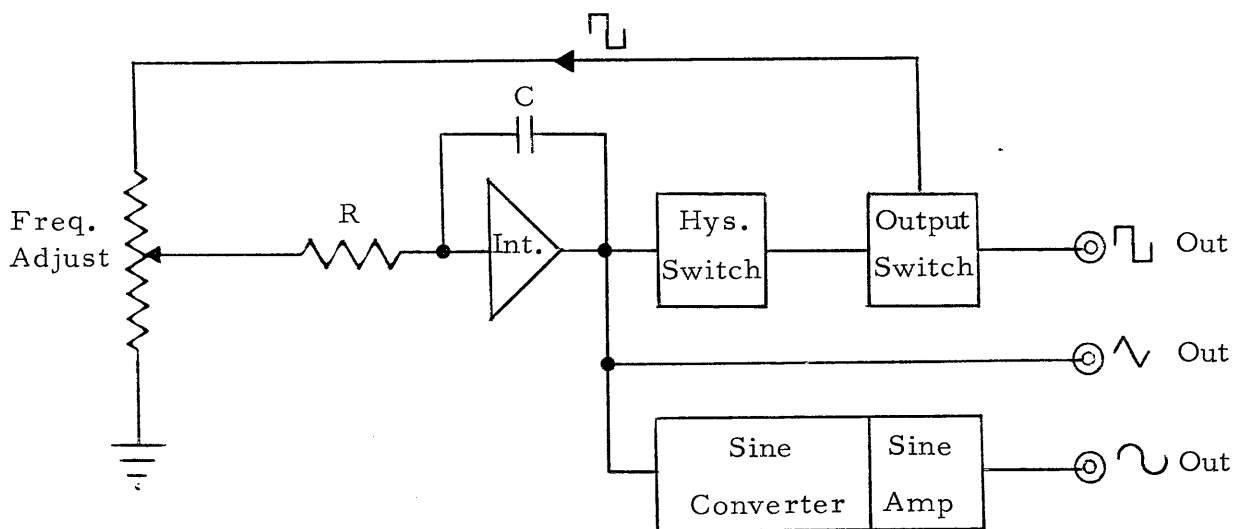 C
Freq.
Adjust
R
Int.
Hys.
Switch
Output
Switch
Out
Out
Sine
Converter
Sine
Amp
Out